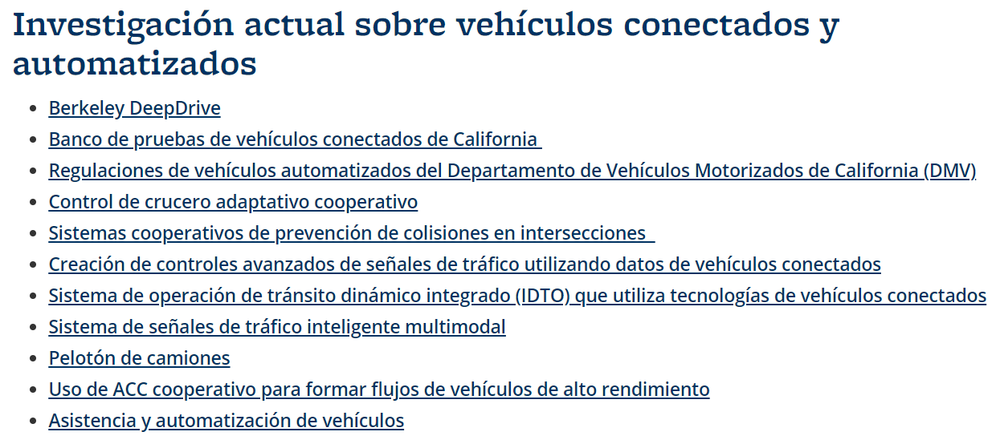 Investigación actual sobre vehículos conectados y
automatizados
Berkeley DeepDrive
Banco de pruebas de vehículos conectados de California
Regulaciones de vehículos automatizados del Departamento de Vehículos Motorizados de California (DMV)
Control de crucero adaptativo cooperativo
Sistemas cooperativos de prevención de colisiones en intersecciones
Creación de controles avanzados de señales de tráfico utilizando datos de vehículos conectados
Sistema de operación de tránsito dinámico integrado (IDTO) que utiliza tecnologías de vehículos conectados
Sistema de señales de tráfico inteligente multimodal
Pelotón de camiones
Uso de ACC cooperativo para formar flujos de vehículos de alto rendimiento
Asistencia y automatización de vehículos